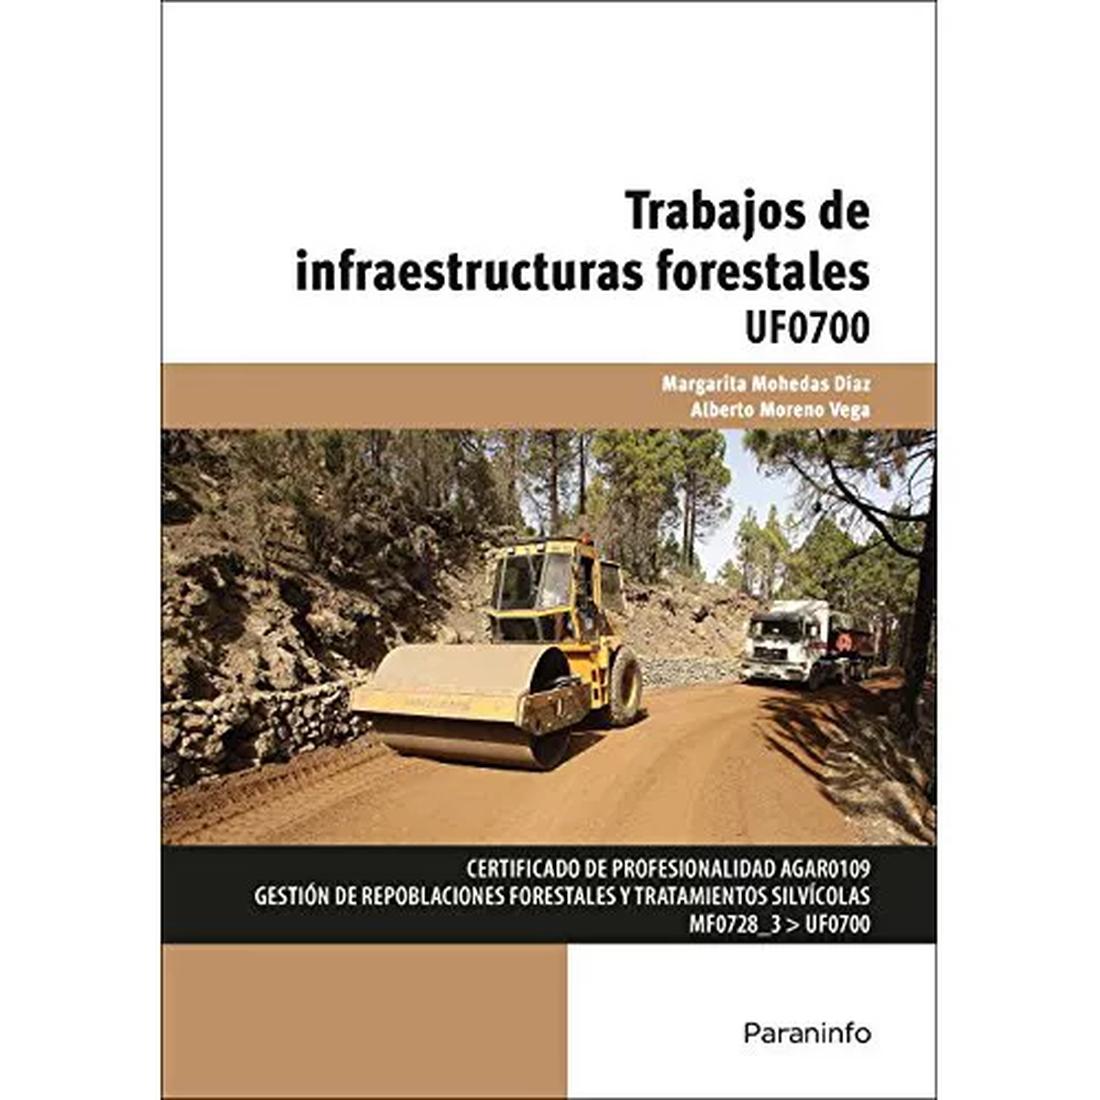 Trabajos de
infraestructuras forestales
UF0700
Margarita Mohedas Díaz
Alberto Moreno Vega
CERTIFICADO DE PROFESIONALIDAD AGAR0109
GESTIÓN DE REPOBLACIONES FORESTALES Y TRATAMIENTOS SILVÍCOLAS
MF0728_3 > UF0700
Paraninfo